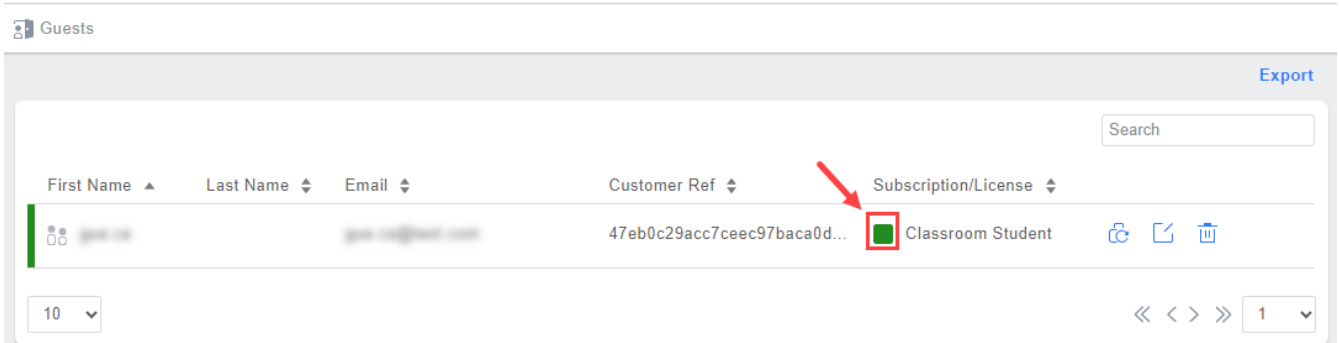 Guests
Export
Search
First Name Last Name Email Customer Ref Subscription/License
47eb0c29acc7ceec97baca0d... Classroom Student
10 1